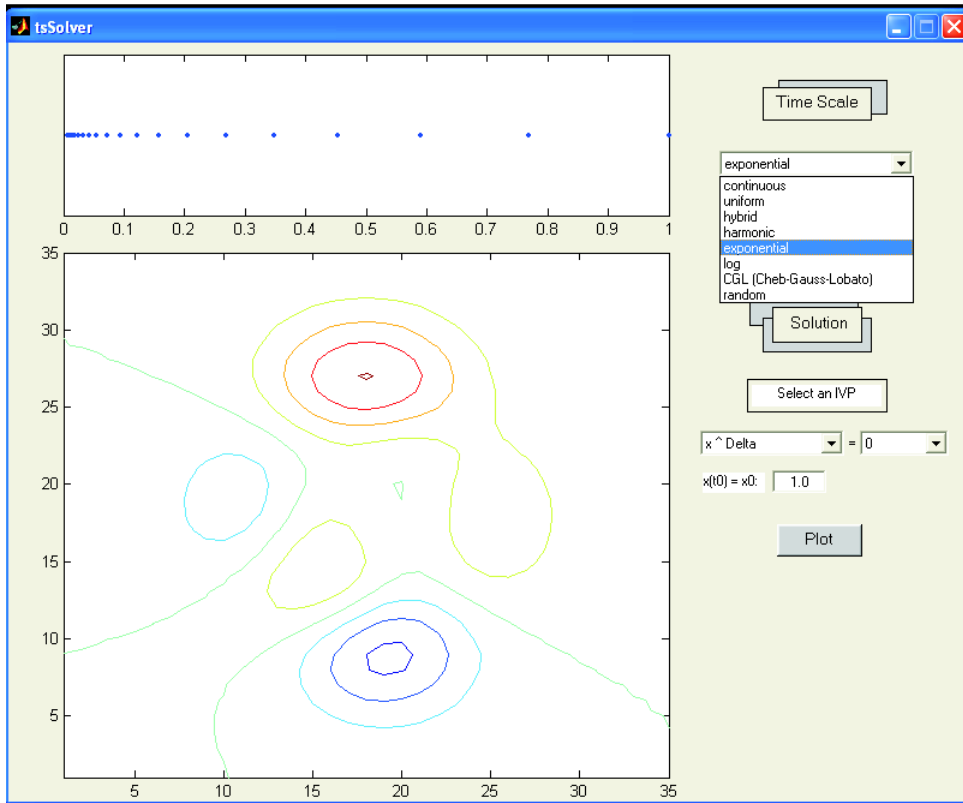 tsSolver
0 0.1 0.2 0.3 0.4 0.5 0.6 0.7 0.8 0.9 1
35
30
25
20
15
10
5
5 10 15 20 25 30 35
Time Scale
exponential
continuous
uniform
hybrid
harmonic
exponential
log
CGL (Cheb-Gauss-Lobato)
random
Solution
Select an IVP
x ^ Delta = 0
x(t0) = x0: 1.0
Plot